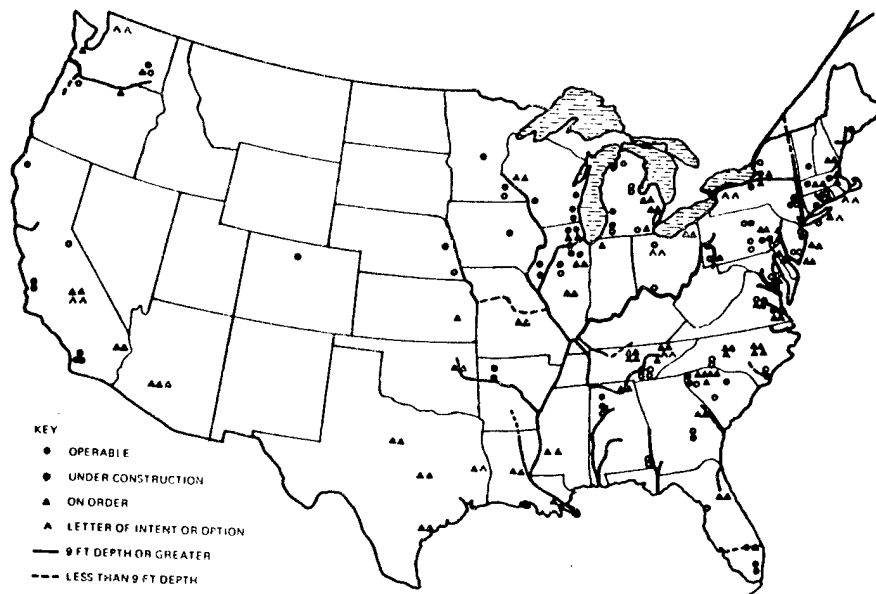 KEY
OPERABLE
UNDER CONSTRUCTION
ON ORDER
LETTER OF INTENT OR OPTION
9 FT DEPTH OR GREATER
LESS THAN 9 FT DEPTH